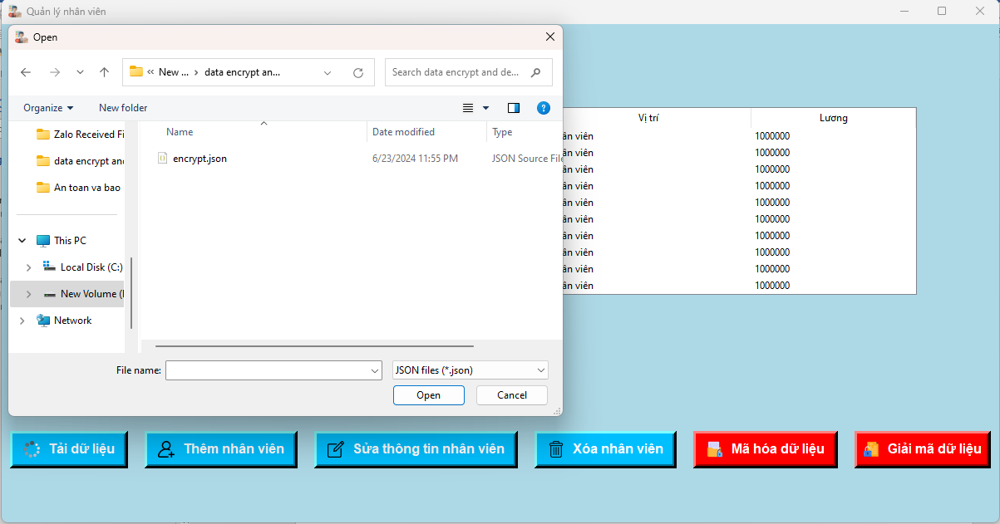 Quản lý nhân viên
Open
« New ... › data encrypt an...
Search data encrypt and de...
Organize
New folder
Zalo Received Fi
data encrypt and
An toan va bao
This PC
Local Disk (C:)
New Volume (
Network
Name
Date modified
Type
encrypt.json
6/23/2024 11:55 PM
JSON Source File
File name:
JSON files (*.json)
Open
Cancel
Vị trí
Lương
ân viên 1000000
ân viên 1000000
ân viên 1000000
ân viên 1000000
ân viên 1000000
ân viên 1000000
ân viên 1000000
ân viên 1000000
ân viên 1000000
ân viên 1000000
Tải dữ liệu
Thêm nhân viên
Sửa thông tin nhân viên
Xóa nhân viên
Mã hóa dữ liệu
Giải mã dữ liệu